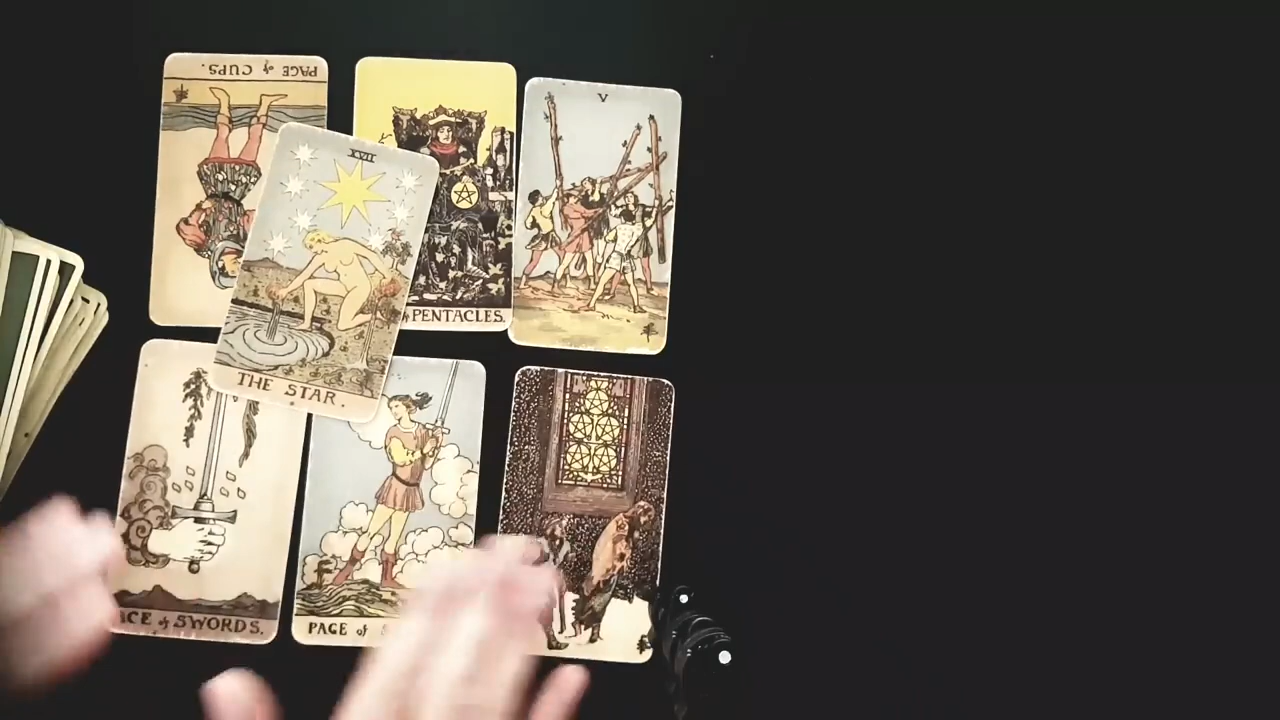 PAGE of CUPS.
PENTACLES.
V
XVII
THE STAR.
ACE of SWORDS.
PAGE of